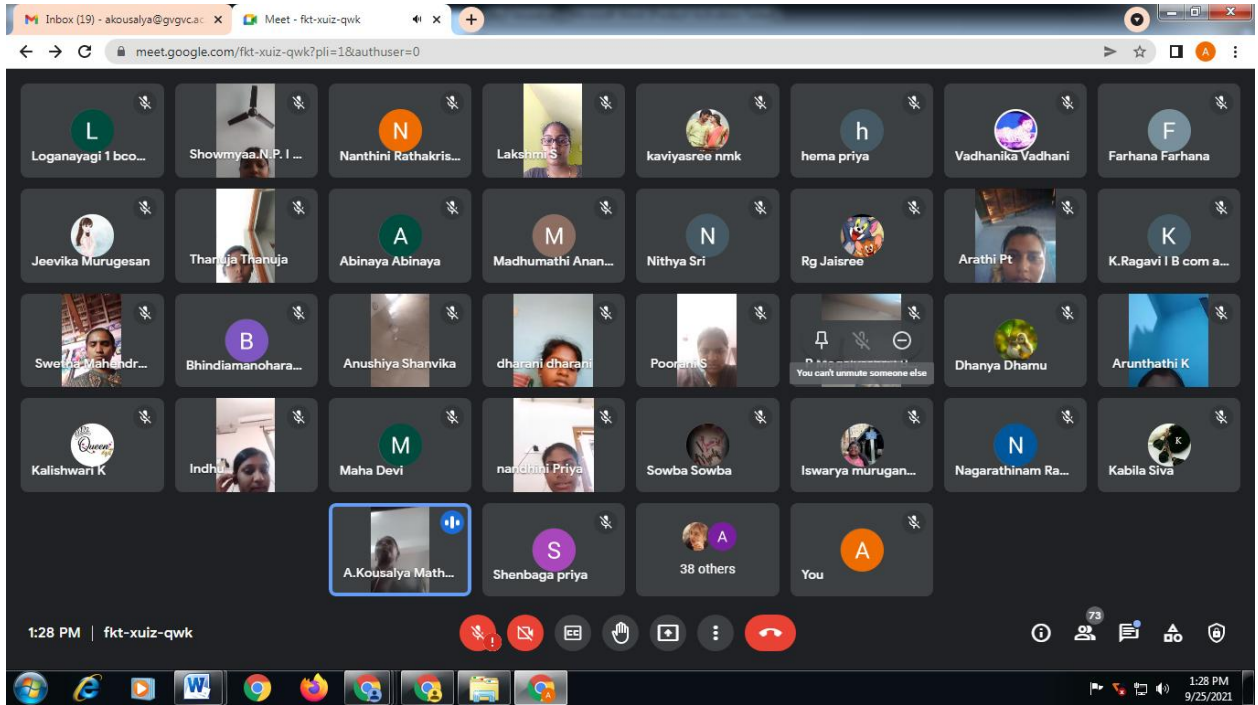 Inbox (19) - akousalya@gvgvc.ac
Meet - fkt-xuiz-qwk
meet.google.com/fkt-xuiz-qwk?pli=1&authuser=0
A
L
N
h
F
Loganayagi 1 bco...
Showmyaa.N.P. I ...
Nanthini Rathakris...
Lakshmi S
kaviyasree nmk
hema priya
Vadhanika Vadhani
Farhana Farhana
A
M
N
K
Jeevika Murugesan
Thanuja Thanuja
Abinaya Abinaya
Madhumathi Anan...
Nithya Sri
Rg Jaisree
Arathi Pt
K.Ragavi I B com a...
B
Swetha Mahendr...
Bhindiamanohara...
Anushiya Shanvika
dharani dharani
Poorani S
You can't unmute someone else
Dhanya Dhamu
Arunthathi K
Queen
M
N
K
Kalishwari K
Indhu
Maha Devi
nandhini Priya
Sowba Sowba
Iswarya murugan...
Nagarathinam Ra...
Kabila Siva
S
A
A
A.Kousalya Math...
Shenbaga priya
38 others
You
1:28 PM | fkt-xuiz-qwk
CC
73
W
1:28 PM
9/25/2021